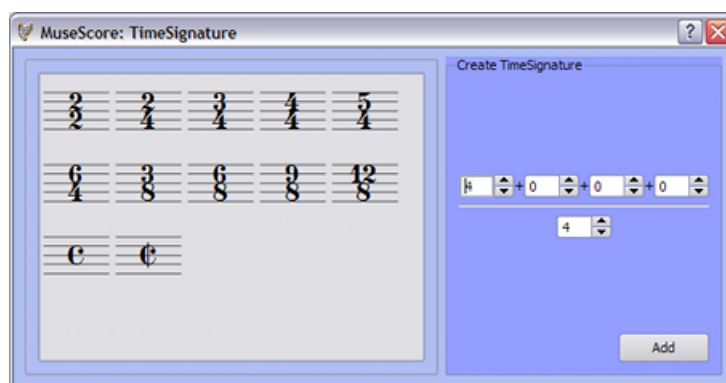 MuseScore: TimeSignature
Create TimeSignature
2 2 3 4 5
2 4 4 4 4
6 3 6 9 12
4 8 8 8 8
4 + 0 + 0 + 0
4
Add